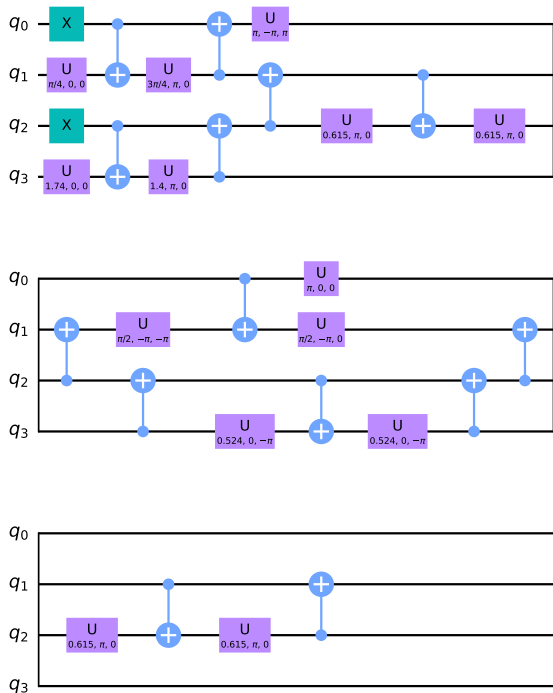 q0 X U π, −π, π
q1 U π/4, 0, 0 U 3π/4, π, 0
q2 X U 0.615, π, 0 U 0.615, π, 0
q3 U 1.74, 0, 0 U 1.4, π, 0
q0 U π, 0, 0
q1 U π/2, −π, −π U π/2, −π, 0
q2
q3 U 0.524, 0, −π U 0.524, 0, −π
q0
q1
q2 U 0.615, π, 0 U 0.615, π, 0
q3